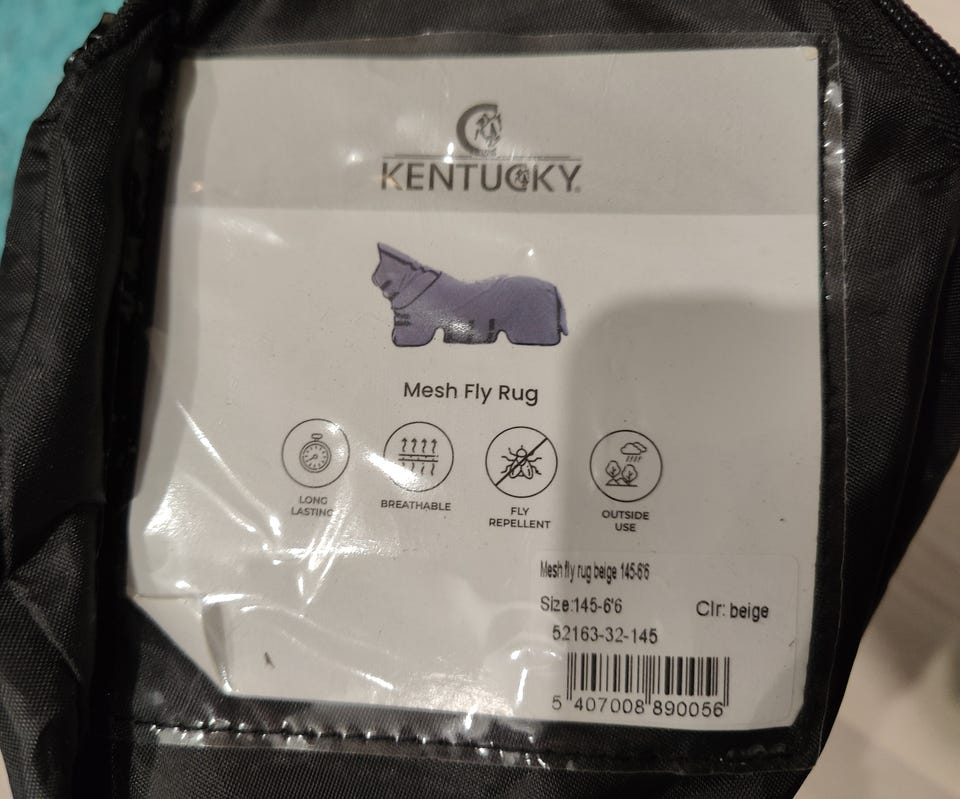 KENTUCKY
Mesh Fly Rug
LONG
LASTING
BREATHABLE
FLY
REPELLENT
OUTSIDE
USE
Mesh fly rug beige 145-6'6
Size:145-6'6 Clr: beige
52163-32-145
5 407008 890056